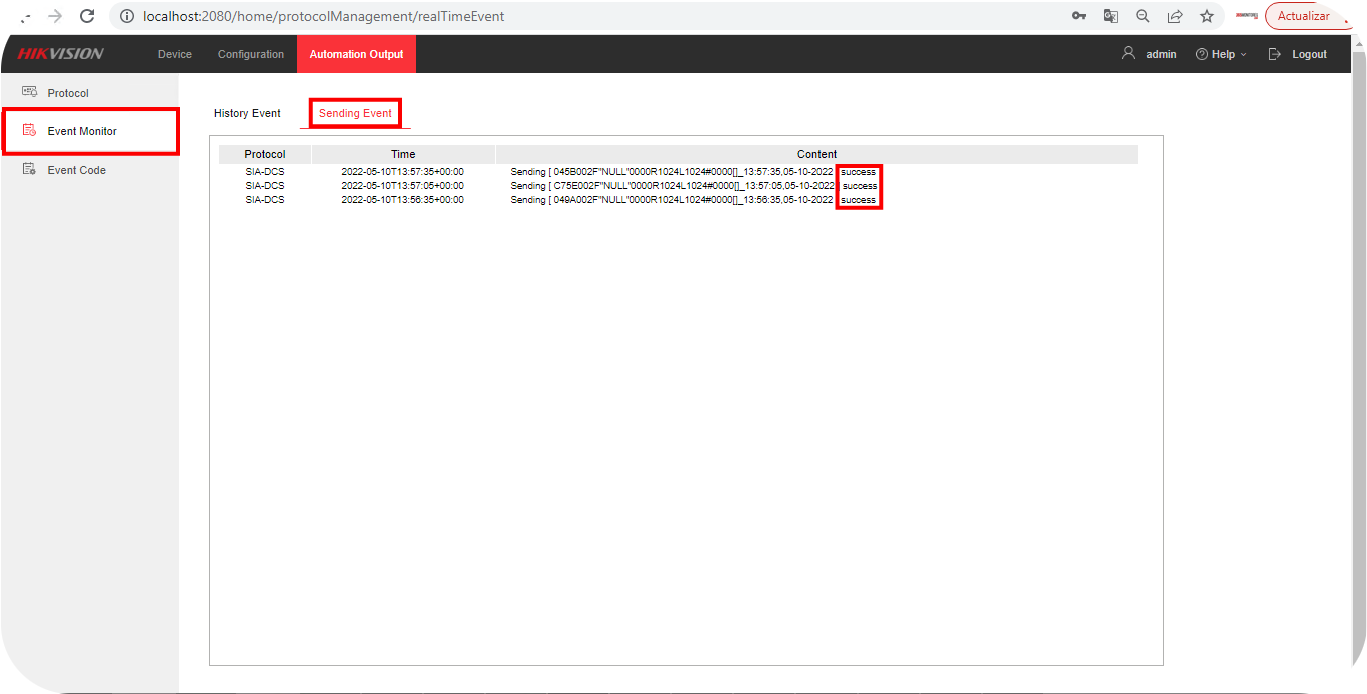 localhost:2080/home/protocolManagement/realTimeEvent
Actualizar
HIKVISION
Device
Configuration
Automation Output
admin
Help
Logout
Protocol
Event Monitor
Event Code
History Event
Sending Event
Protocol Time Content
SIA-DCS 2022-05-10T13:57:35+00:00 Sending [ 045B002F"NULL"0000R1024L1024#0000[]_13:57:35,05-10-2022 success
SIA-DCS 2022-05-10T13:57:05+00:00 Sending [ C75E002F"NULL"0000R1024L1024#0000[]_13:57:05,05-10-2022 success
SIA-DCS 2022-05-10T13:56:35+00:00 Sending [ 049A002F"NULL"0000R1024L1024#0000[]_13:56:35,05-10-2022 success